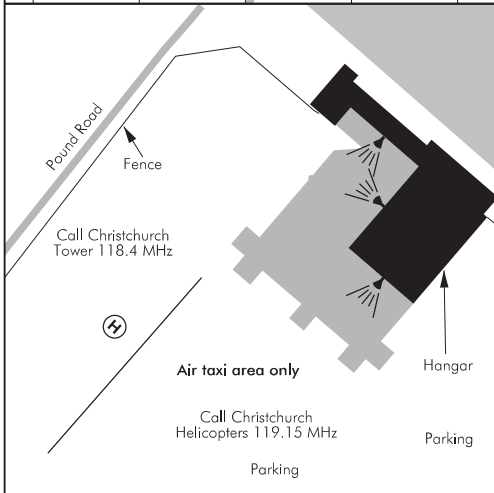 Pound Road
Fence
Call Christchurch
Tower 118.4 MHz
H
Air taxi area only
Hangar
Call Christchurch
Helicopters 119.15 MHz
Parking
Parking